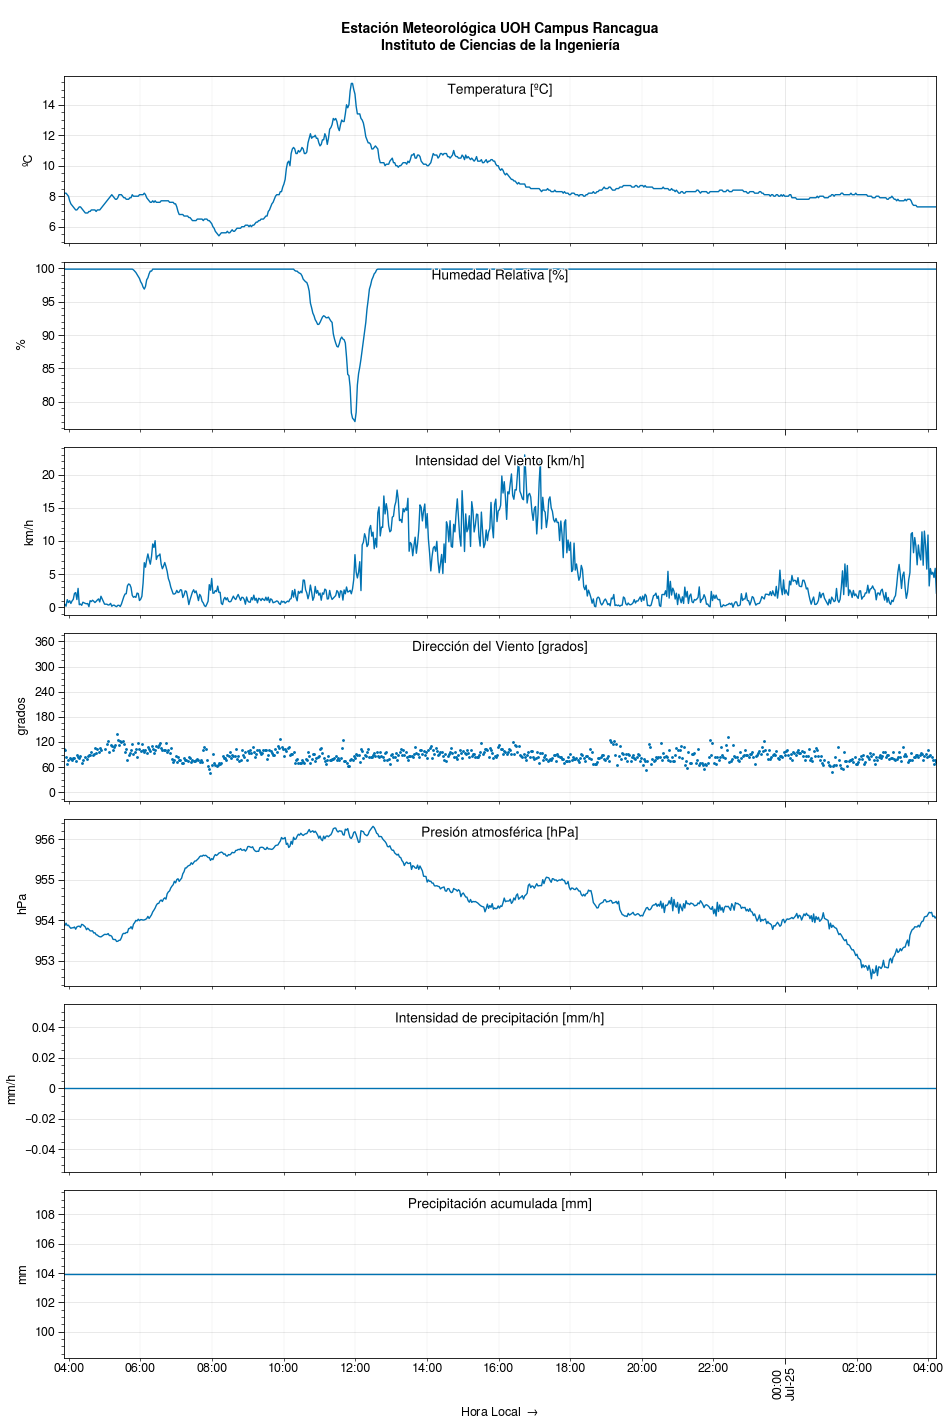 Estación Meteorológica UOH Campus Rancagua
Instituto de Ciencias de la Ingeniería
Temperatura [ºC]
ºC
14
12
10
8
6
Humedad Relativa [%]
%
100
95
90
85
80
Intensidad del Viento [km/h]
km/h
20
15
10
5
0
Dirección del Viento [grados]
grados
360
300
240
180
120
60
0
Presión atmosférica [hPa]
hPa
956
955
954
953
Intensidad de precipitación [mm/h]
mm/h
0.04
0.02
0
−0.02
−0.04
Precipitación acumulada [mm]
mm
108
106
104
102
100
04:00 06:00 08:00 10:00 12:00 14:00 16:00 18:00 20:00 22:00 00:00 02:00 04:00
Jul-25
Hora Local →